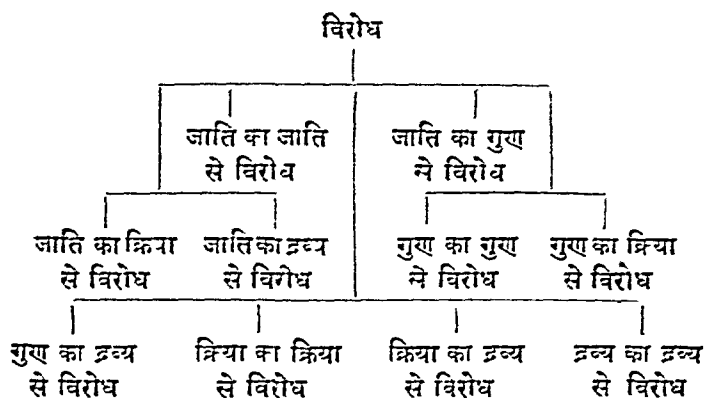 विरोध
जाति का जाति जाति का गुण
से विरोध से विरोध
जाति का क्रिया जाति का द्रव्य गुण का गुण गुण का क्रिया
से विरोध से विरोध से विरोध से विरोध
गुण का द्रव्य क्रिया का क्रिया क्रिया का द्रव्य द्रव्य का द्रव्य
से विरोध से विरोध से विरोध से विरोध